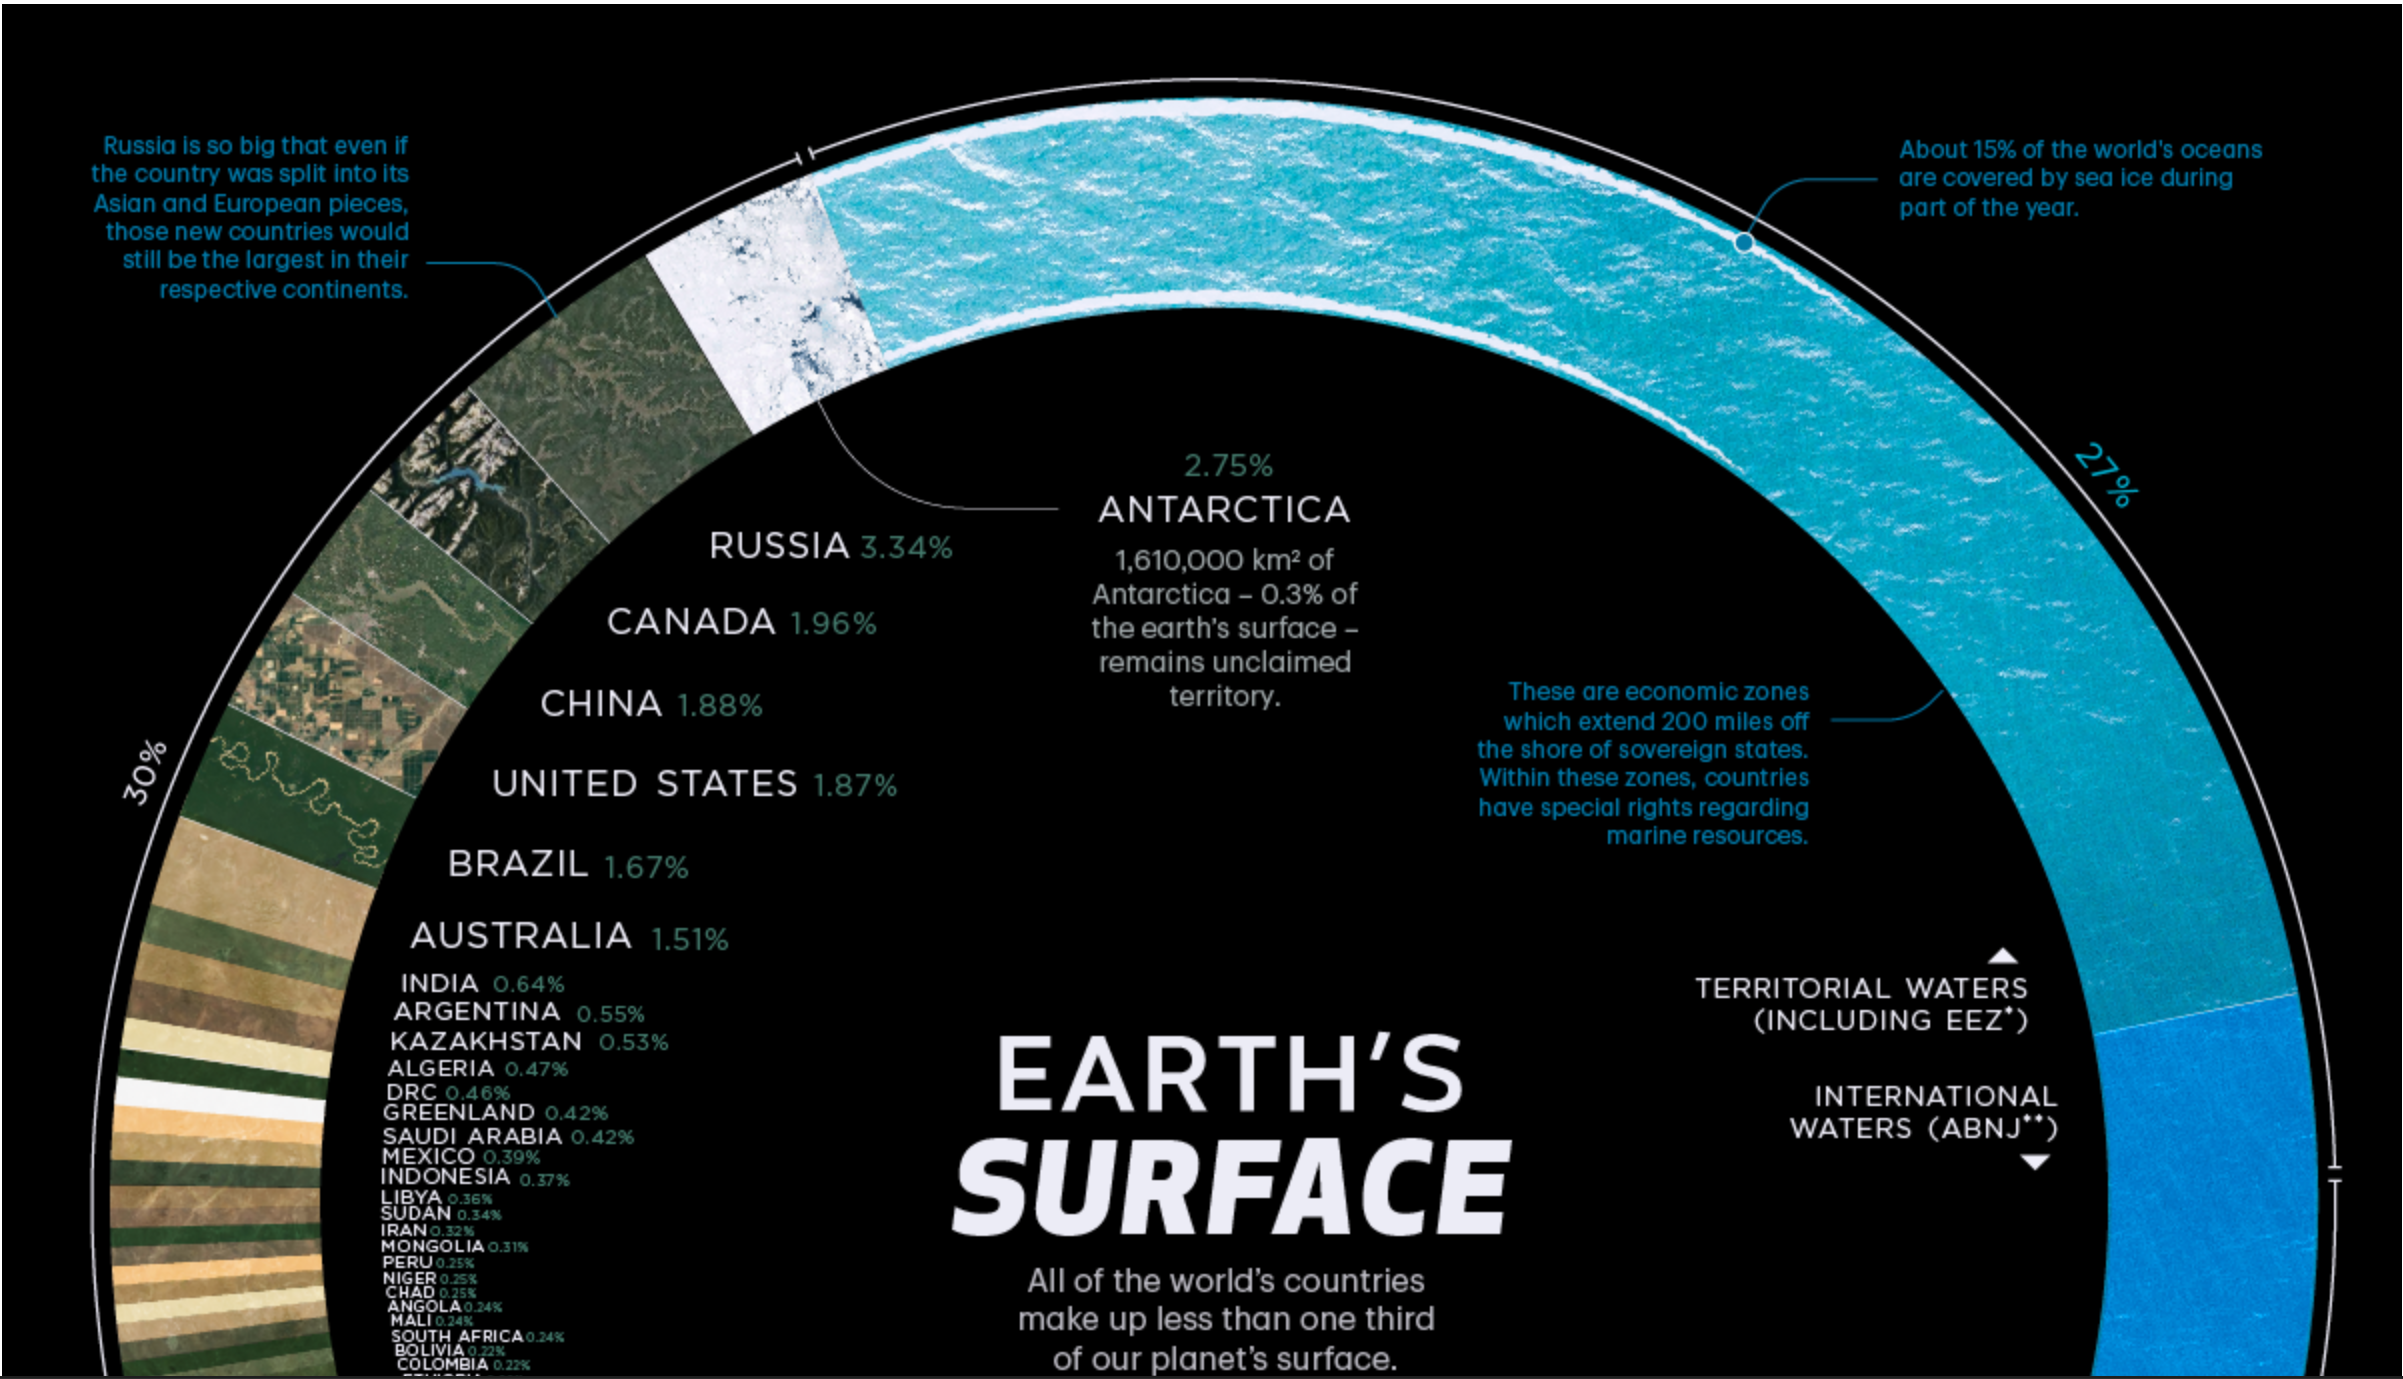 Russia is so big that even if
the country was split into its
Asian and European pieces,
those new countries would
still be the largest in their
respective continents.
About 15% of the world's oceans
are covered by sea ice during
part of the year.
27%
2.75%
ANTARCTICA
1,610,000 km² of
Antarctica – 0.3% of
the earth's surface –
remains unclaimed
territory.
30%
RUSSIA 3.34%
CANADA 1.96%
CHINA 1.88%
UNITED STATES 1.87%
BRAZIL 1.67%
AUSTRALIA 1.51%
INDIA 0.64%
ARGENTINA 0.55%
KAZAKHSTAN 0.53%
ALGERIA 0.47%
DRC 0.46%
GREENLAND 0.42%
SAUDI ARABIA 0.42%
MEXICO 0.39%
INDONESIA 0.37%
LIBYA 0.36%
SUDAN 0.34%
IRAN 0.32%
MONGOLIA 0.31%
PERU 0.25%
NIGER 0.25%
CHAD 0.25%
ANGOLA 0.24%
MALI 0.24%
SOUTH AFRICA 0.24%
BOLIVIA 0.22%
COLOMBIA 0.22%
These are economic zones
which extend 200 miles off
the shore of sovereign states.
Within these zones, countries
have special rights regarding
marine resources.
TERRITORIAL WATERS
(INCLUDING EEZ*)
INTERNATIONAL
WATERS (ABNJ**)
EARTH'S
SURFACE
All of the world's countries
make up less than one third
of our planet's surface.